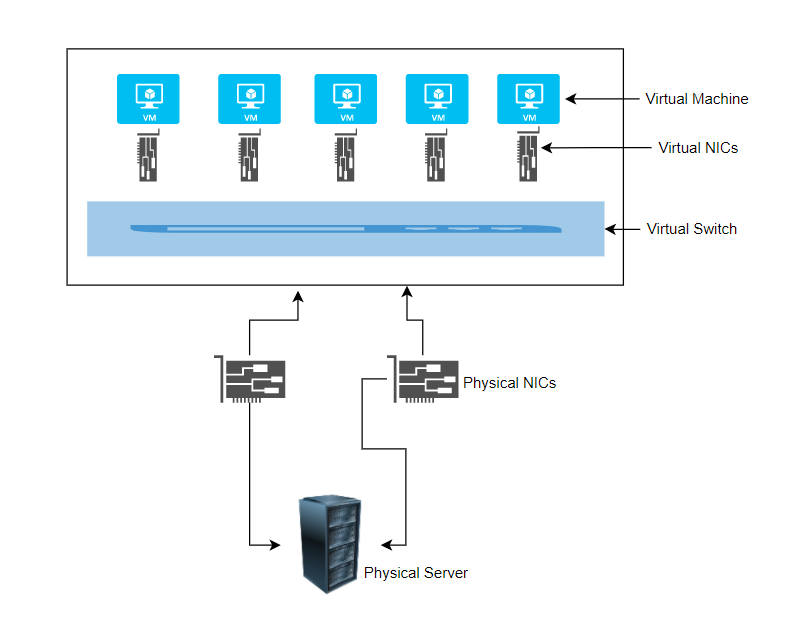 VM
VM
VM
VM
VM
Virtual Machine
Virtual NICs
Virtual Switch
Physical NICs
Physical Server